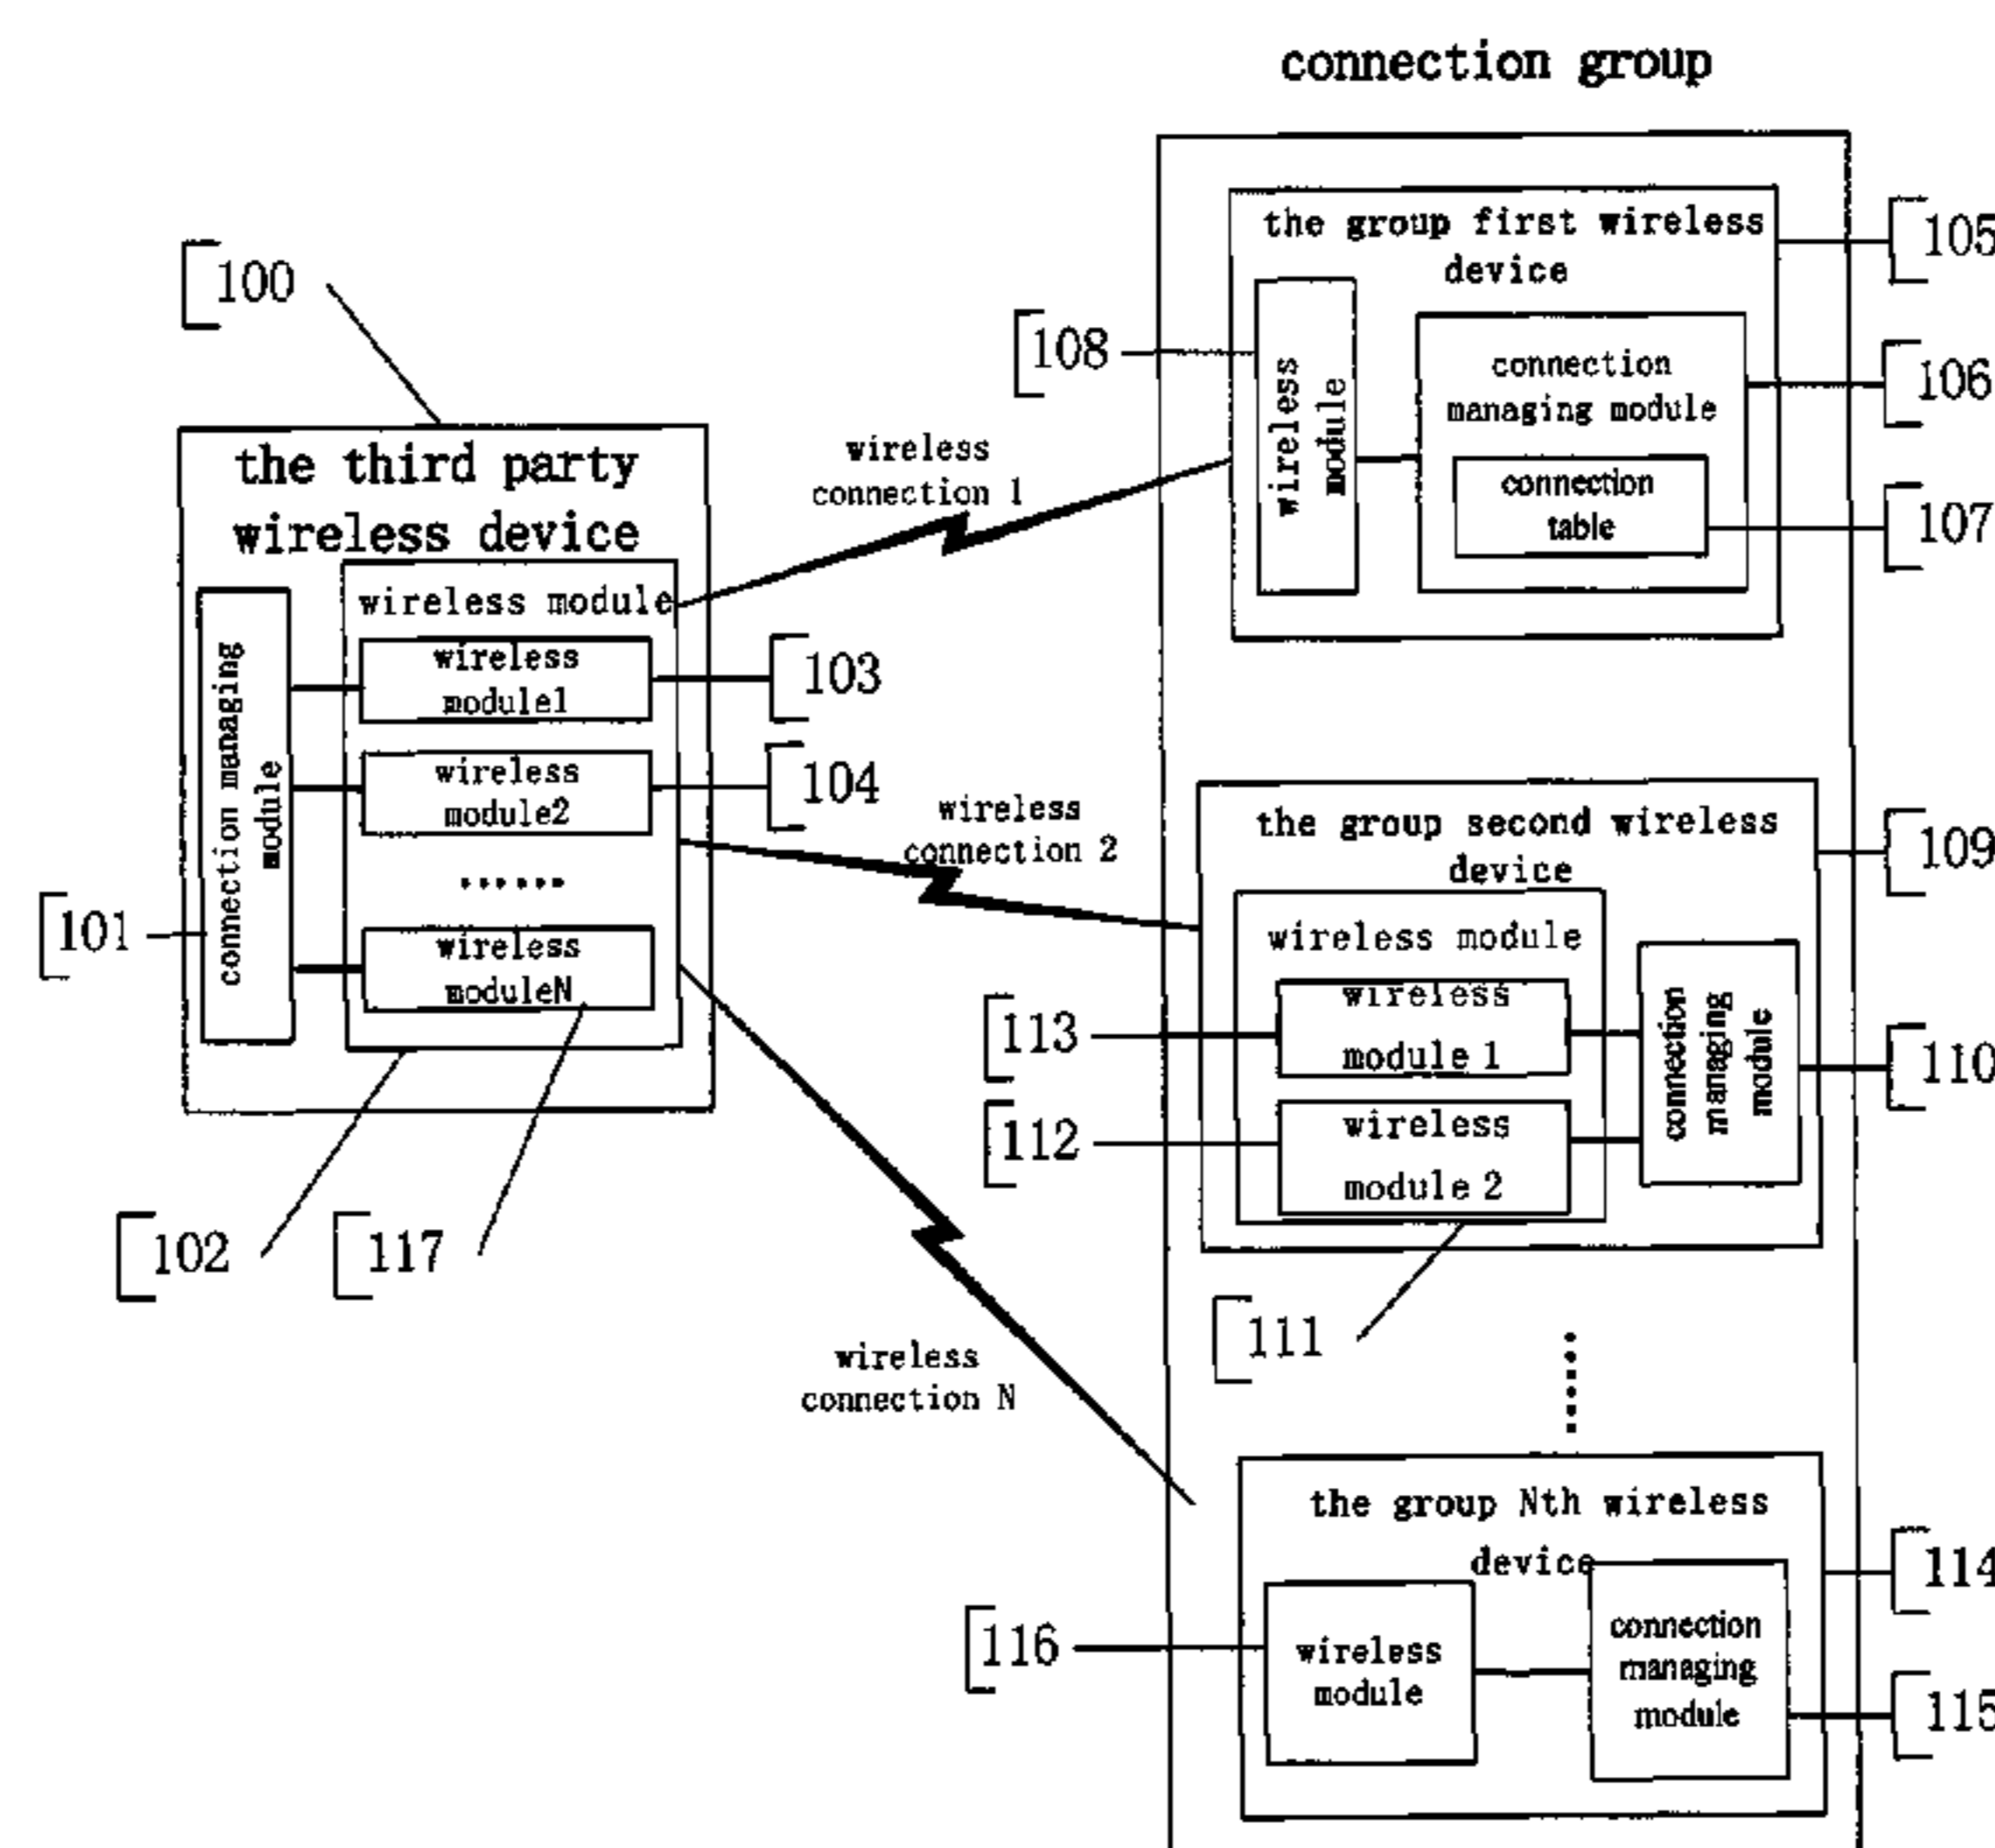 connection group
the group first wireless
device
105
108
wireless
module
connection
managing module
106
connection
table
107
100
the third party
wireless device
wireless module
connection managing
module
101
wireless
module1
103
wireless
module2
104
......
wireless
moduleN
102
117
wireless
connection 1
wireless
connection 2
wireless
connection N
the group second wireless
device
109
wireless module
wireless
module 1
113
wireless
module 2
112
connection
managing
module
110
111
......
the group Nth wireless
device
114
wireless
module
116
connection
managing
module
115